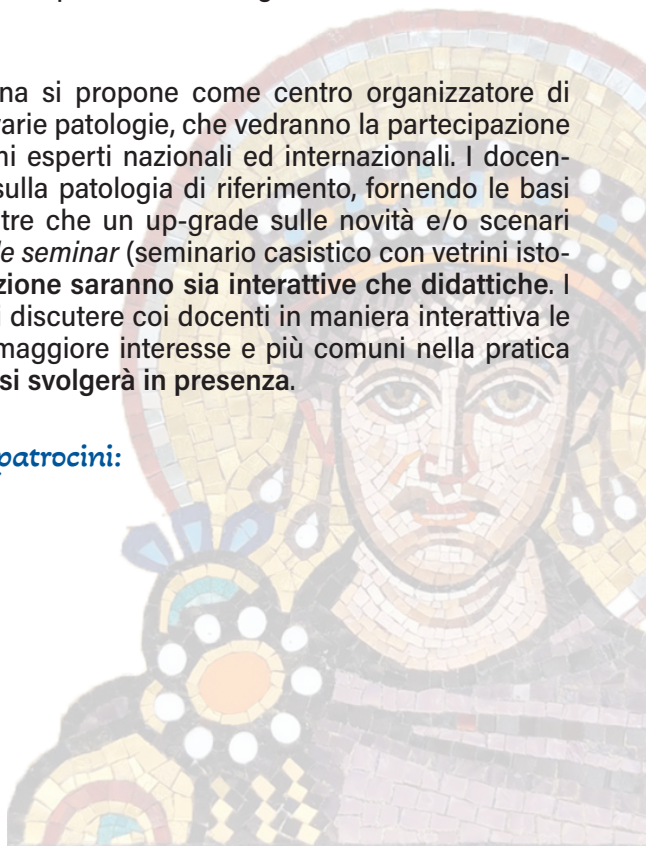 na si propone come centro organizzatore di
arie patologie, che vedranno la partecipazione
ni esperti nazionali ed internazionali. I docen-
sulla patologia di riferimento, fornendo le basi
tre che un up-grade sulle novità e/o scenari
le seminar (seminario casistico con vetrini isto-
zione saranno sia interattive che didattiche. I
i discutere coi docenti in maniera interattiva le
maggiore interesse e più comuni nella pratica
si svolgerà in presenza.
patrocini: